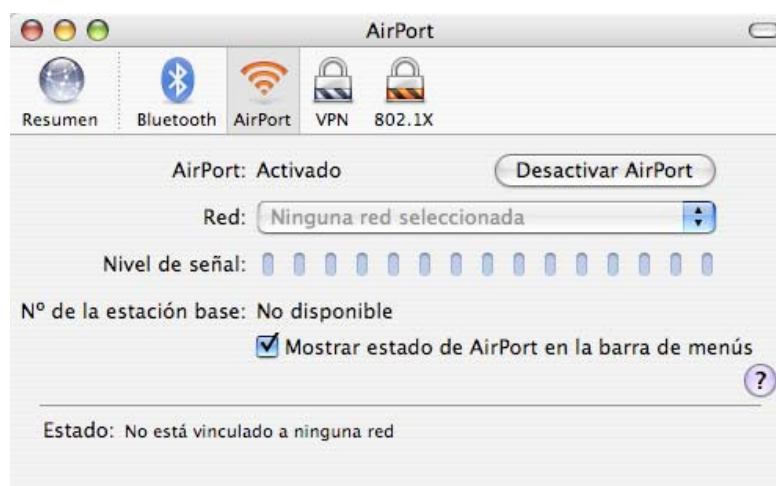 AirPort
Resumen Bluetooth AirPort VPN 802.1X
AirPort: Activado Desactivar AirPort
Red: Ninguna red seleccionada
Nivel de señal:
Nº de la estación base: No disponible
Mostrar estado de AirPort en la barra de menús
?
Estado: No está vinculado a ninguna red